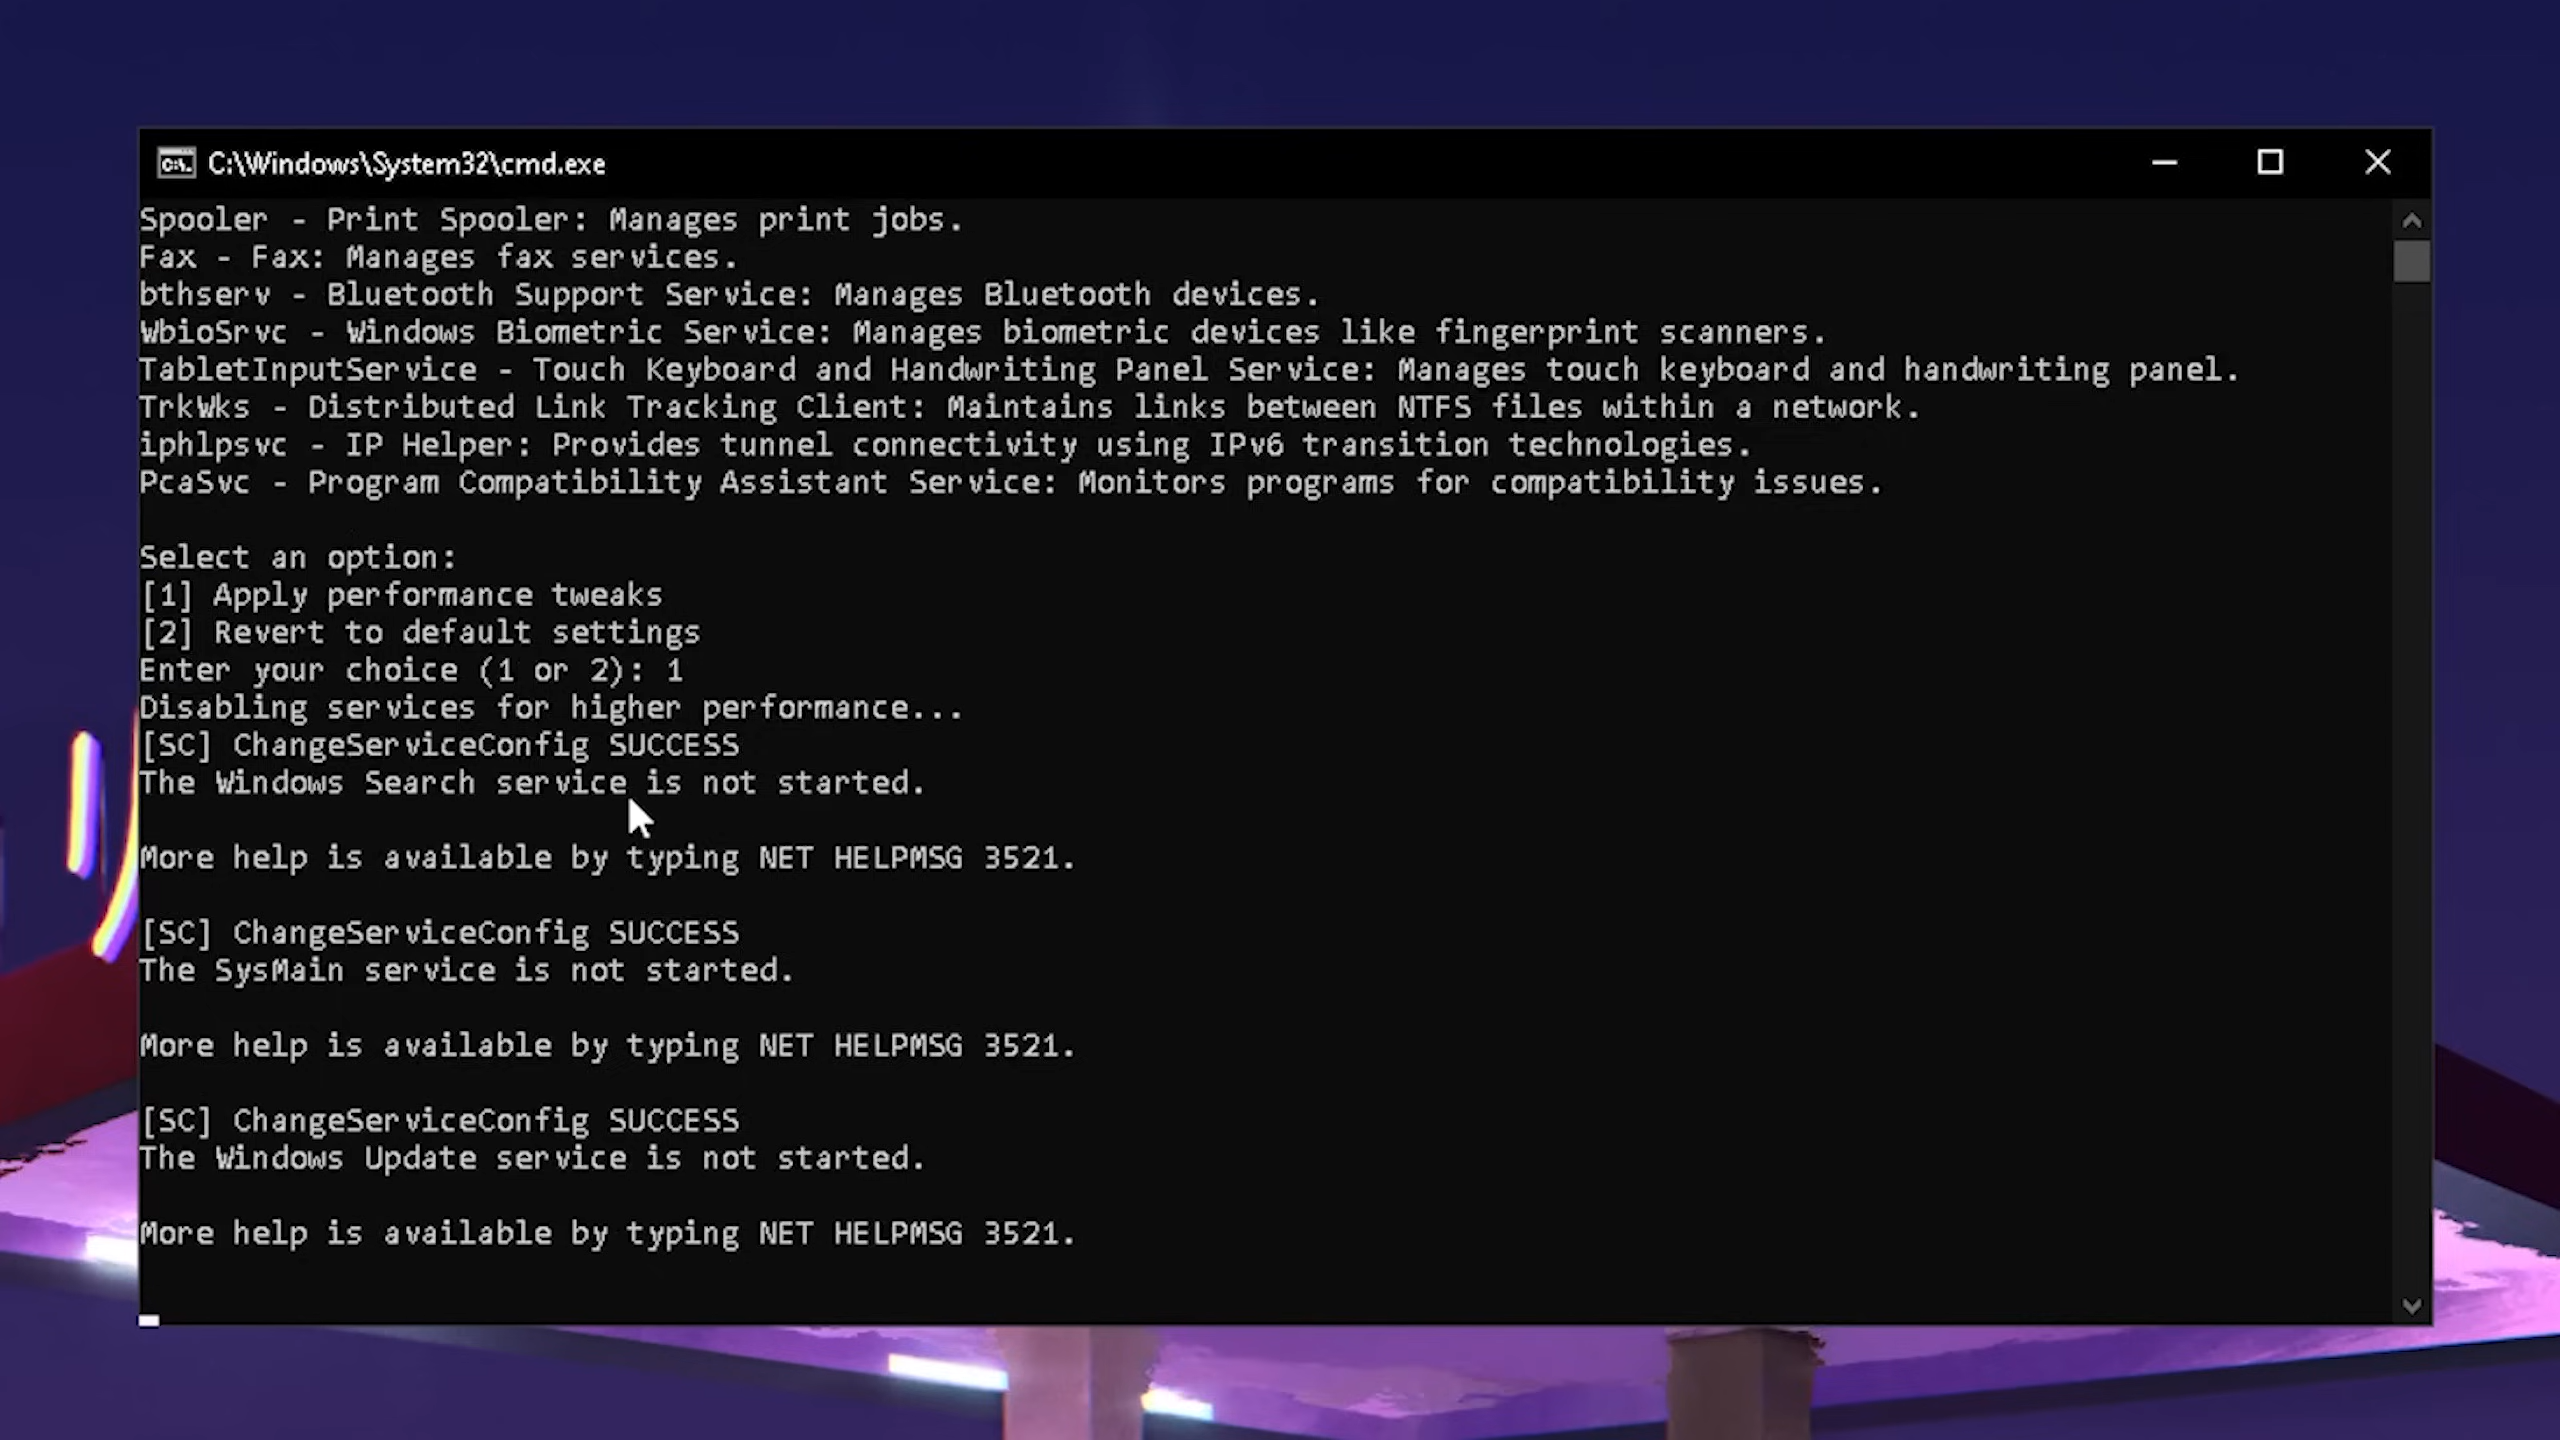 C:\Windows\System32\cmd.exe
Spooler - Print Spooler: Manages print jobs.
Fax - Fax: Manages fax services.
bthserv - Bluetooth Support Service: Manages Bluetooth devices.
WbioSrvc - Windows Biometric Service: Manages biometric devices like fingerprint scanners.
TabletInputService - Touch Keyboard and Handwriting Panel Service: Manages touch keyboard and handwriting panel.
TrkWks - Distributed Link Tracking Client: Maintains links between NTFS files within a network.
iphlpsvc - IP Helper: Provides tunnel connectivity using IPv6 transition technologies.
PcaSvc - Program Compatibility Assistant Service: Monitors programs for compatibility issues.
Select an option:
[1] Apply performance tweaks
[2] Revert to default settings
Enter your choice (1 or 2): 1
Disabling services for higher performance...
[SC] ChangeServiceConfig SUCCESS
The Windows Search service is not started.
More help is available by typing NET HELPMSG 3521.
[SC] ChangeServiceConfig SUCCESS
The SysMain service is not started.
More help is available by typing NET HELPMSG 3521.
[SC] ChangeServiceConfig SUCCESS
The Windows Update service is not started.
More help is available by typing NET HELPMSG 3521.